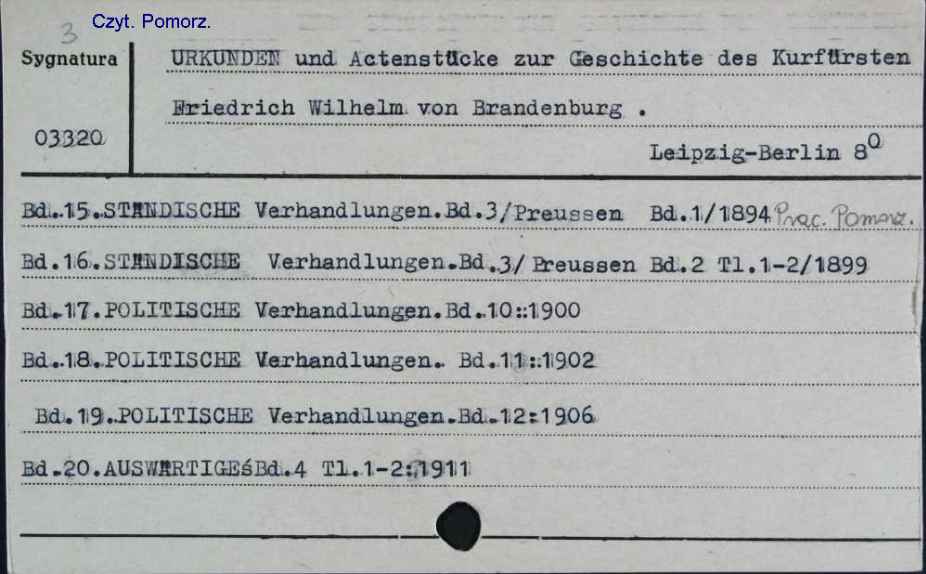 3 Czyt. Pomorz.
Sygnatura
URKUNDEN und Actenstücke zur Geschichte des Kurfürsten
Friedrich Wilhelm von Brandenburg .
03320
Leipzig-Berlin 8º
Bd.15.STÄNDISCHE Verhandlungen.Bd.3/Preussen Bd.1/1894 Prac. Pomorz.
Bd.16.STÄNDISCHE Verhandlungen.Bd.3/ Preussen Bd.2 Tl.1-2/1899
Bd.17.POLITISCHE Verhandlungen.Bd.10:1900
Bd.18.POLITISCHE Verhandlungen. Bd.11:1902
Bd.19.POLITISCHE Verhandlungen.Bd.12:1906
Bd.20.AUSWÄRTIGEśBd.4 Tl.1-2:1911